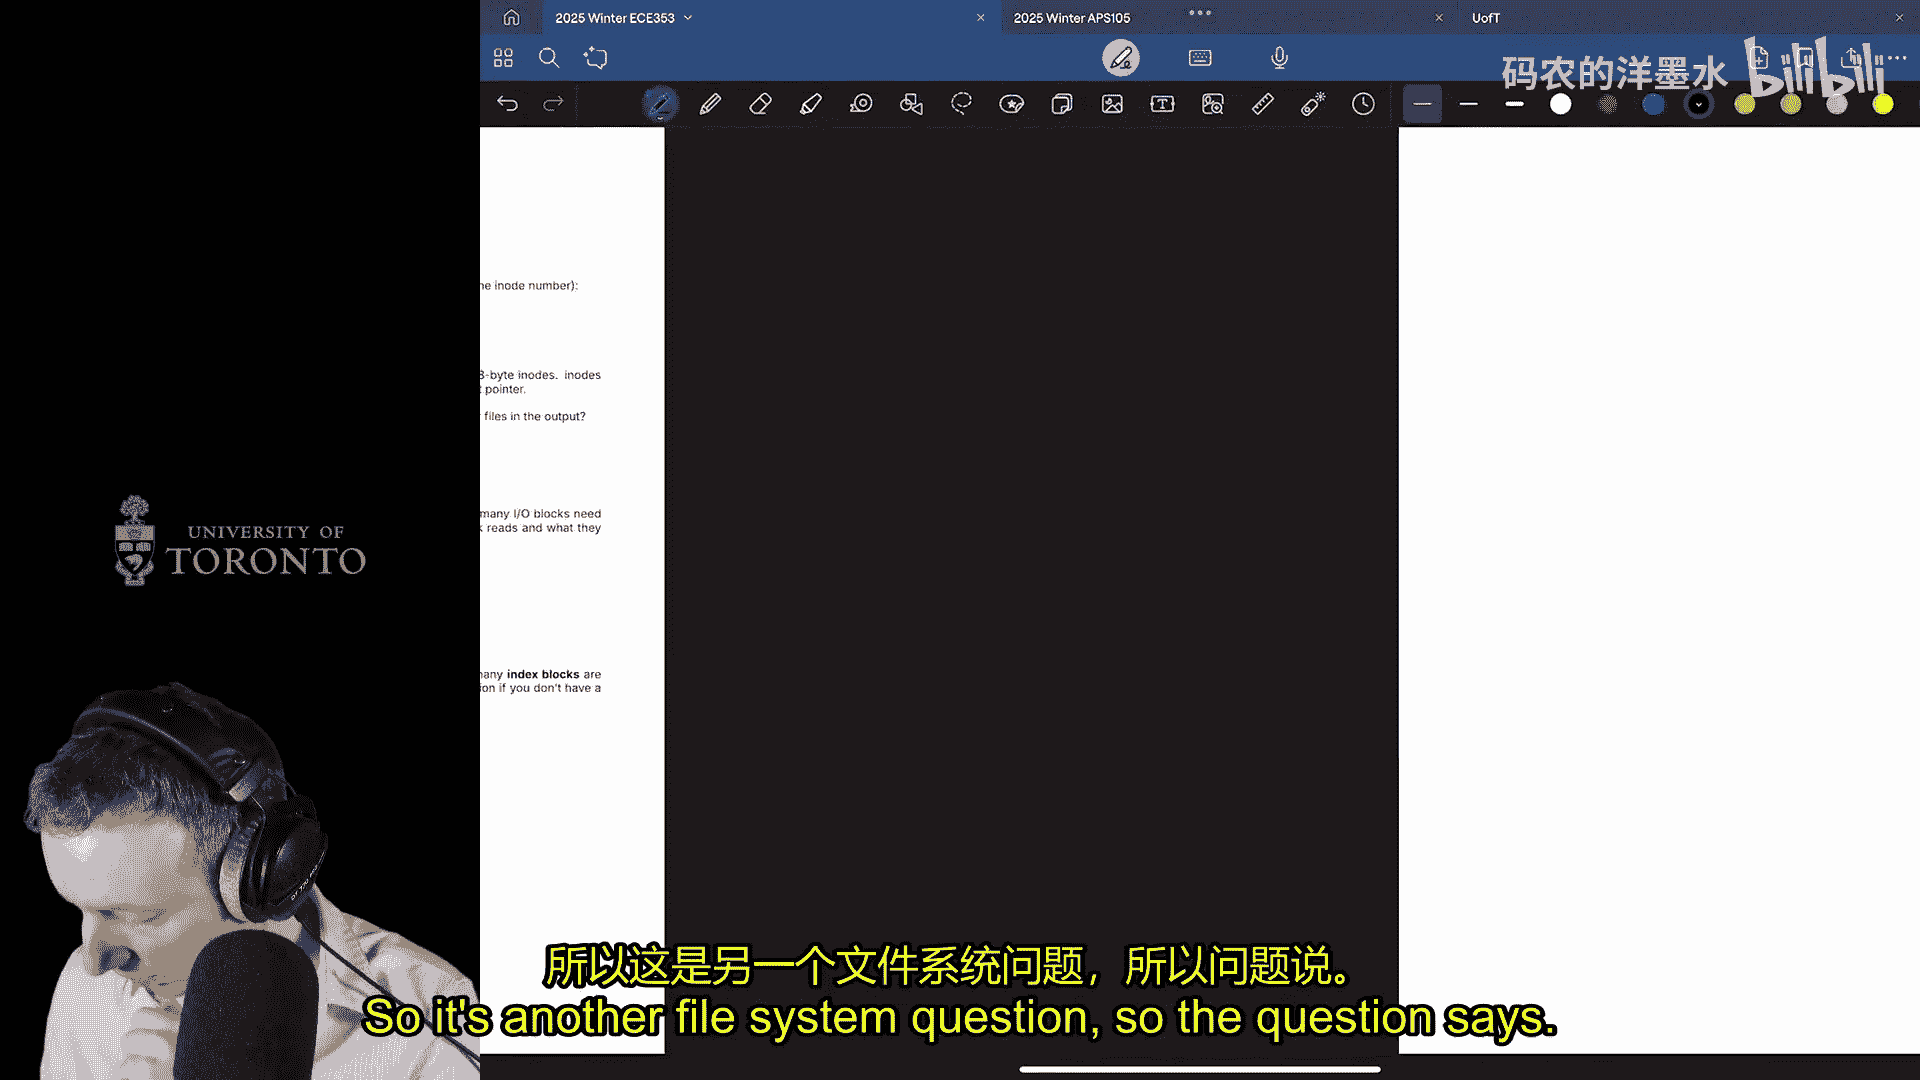 2025 Winter ECE353
2025 Winter APS105
UofT
码农的洋墨水 bilibili
inode number):
-byte inodes. inodes
pointer.
files in the output?
many I/O blocks need
reads and what they
index blocks are
if you don't have a
UNIVERSITY OF
TORONTO
所以这是另一个文件系统问题，所以问题说。
So it's another file system question, so the question says.